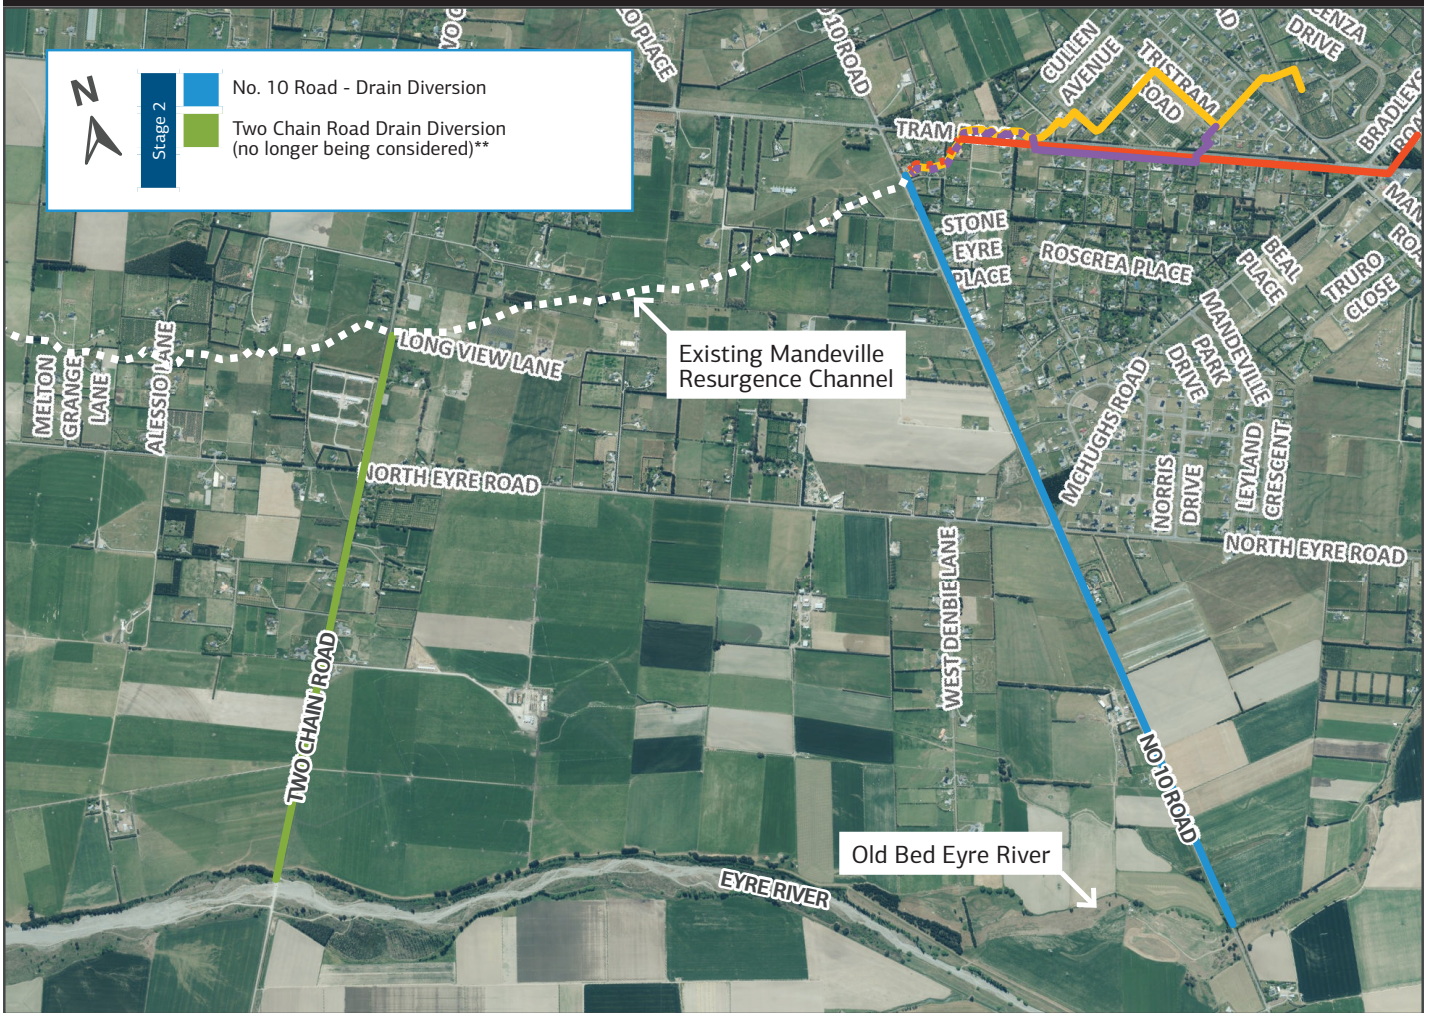 N
Stage 2
No. 10 Road - Drain Diversion
Two Chain Road Drain Diversion
(no longer being considered)**
O PLACE
10 ROAD
CULLEN
AVENUE
TRISTRAM
ROAD
DRIVE
BRADLEYS
TRAM
STONE
EYRE
PLACE
ROSCREA PLACE
BEAL
PLACE
TRURO
CLOSE
MELTON
GRANGE
LANE
ALESSIO LANE
LONG VIEW LANE
Existing Mandeville
Resurgence Channel
MANDEVILLE
PARK
DRIVE
MCHUGHS ROAD
NORRIS
DRIVE
LEYLAND
CRESCENT
NORTH EYRE ROAD
NORTH EYRE ROAD
WEST DENBIE LANE
TWO CHAIN ROAD
NO 10 ROAD
Old Bed Eyre River
EYRE RIVER